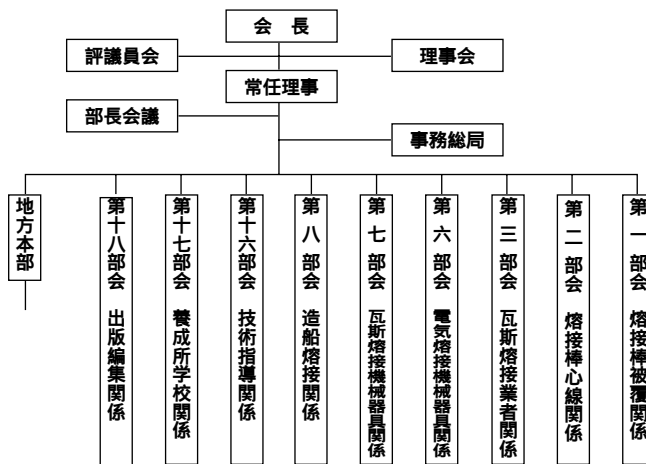 会 長
評議員会
理事会
常任理事
部長会議
事務総局
第一部会 熔接棒被覆関係
第二部会 熔接棒心線関係
第三部会 瓦斯熔接業者関係
第六部会 電気熔接機械器具関係
第七部会 瓦斯熔接機械器具関係
第八部会 造船熔接関係
第十六部会 技術指導関係
第十七部会 養成所学校関係
第十八部会 出版編集関係
地方本部